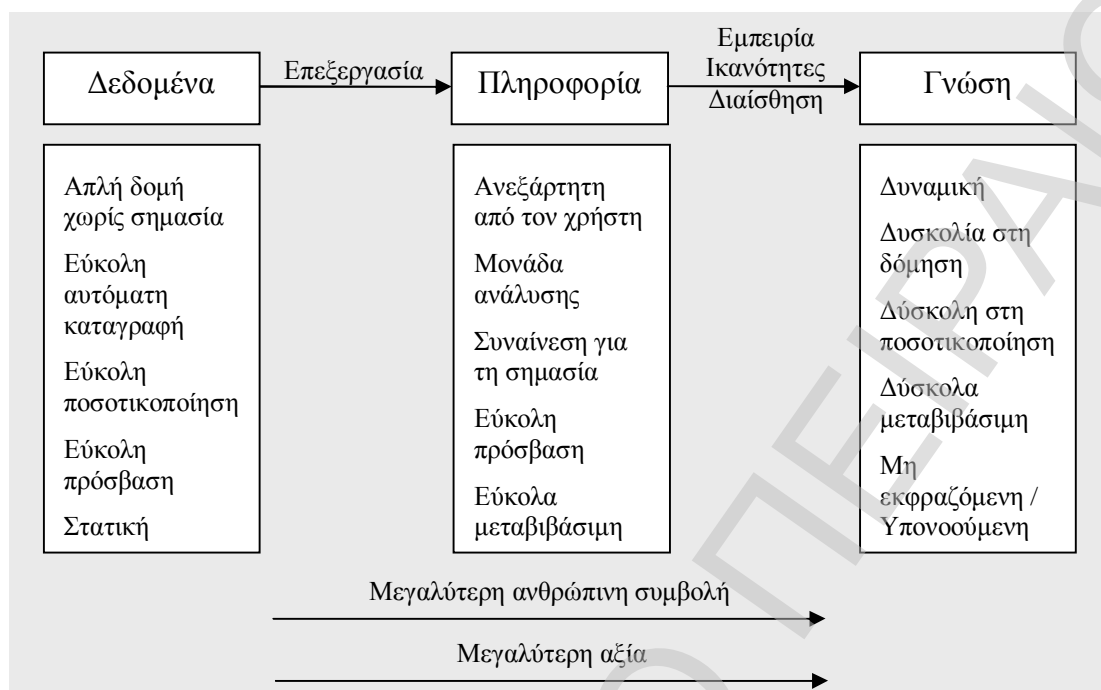 Δεδομένα
Επεξεργασία
Πληροφορία
Εμπειρία
Ικανότητες
Διαίσθηση
Γνώση
Απλή δομή
χωρίς σημασία
Εύκολη
αυτόματη
καταγραφή
Εύκολη
ποσοτικοποίηση
Εύκολη
πρόσβαση
Στατική
Ανεξάρτητη
από τον χρήστη
Μονάδα
ανάλυσης
Συναίνεση για
τη σημασία
Εύκολη
πρόσβαση
Εύκολα
μεταβιβάσιμη
Δυναμική
Δυσκολία στη
δόμηση
Δύσκολη στη
ποσοτικοποίηση
Δύσκολα
μεταβιβάσιμη
Μη
εκφραζόμενη /
Υπονοούμενη
Μεγαλύτερη ανθρώπινη συμβολή
Μεγαλύτερη αξία